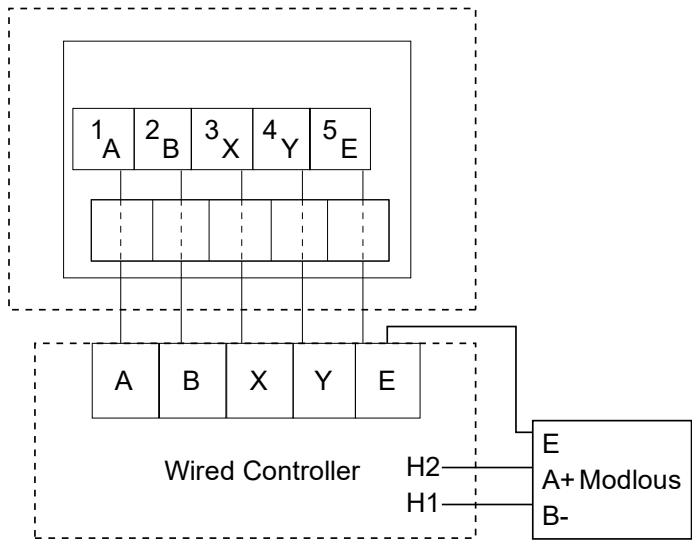 1A 2B 3X 4Y 5E
A B X Y E
Wired Controller
H2
H1
E
A+ Modlous
B-